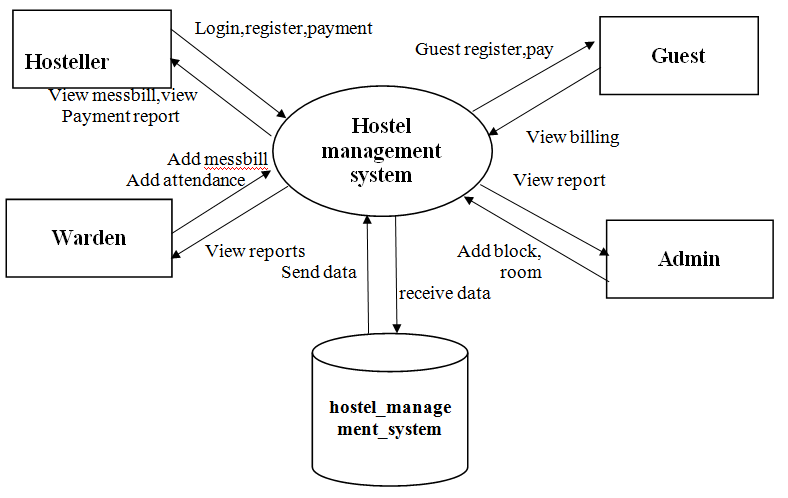 Login,register,payment
Hosteller
Guest register,pay
Guest
View messbill,view
Payment report
Hostel
management
system
View billing
Add messbill
Add attendance
View report
Warden
View reports
Send data
Add block,
room
Admin
receive data
hostel_manage
ment_system